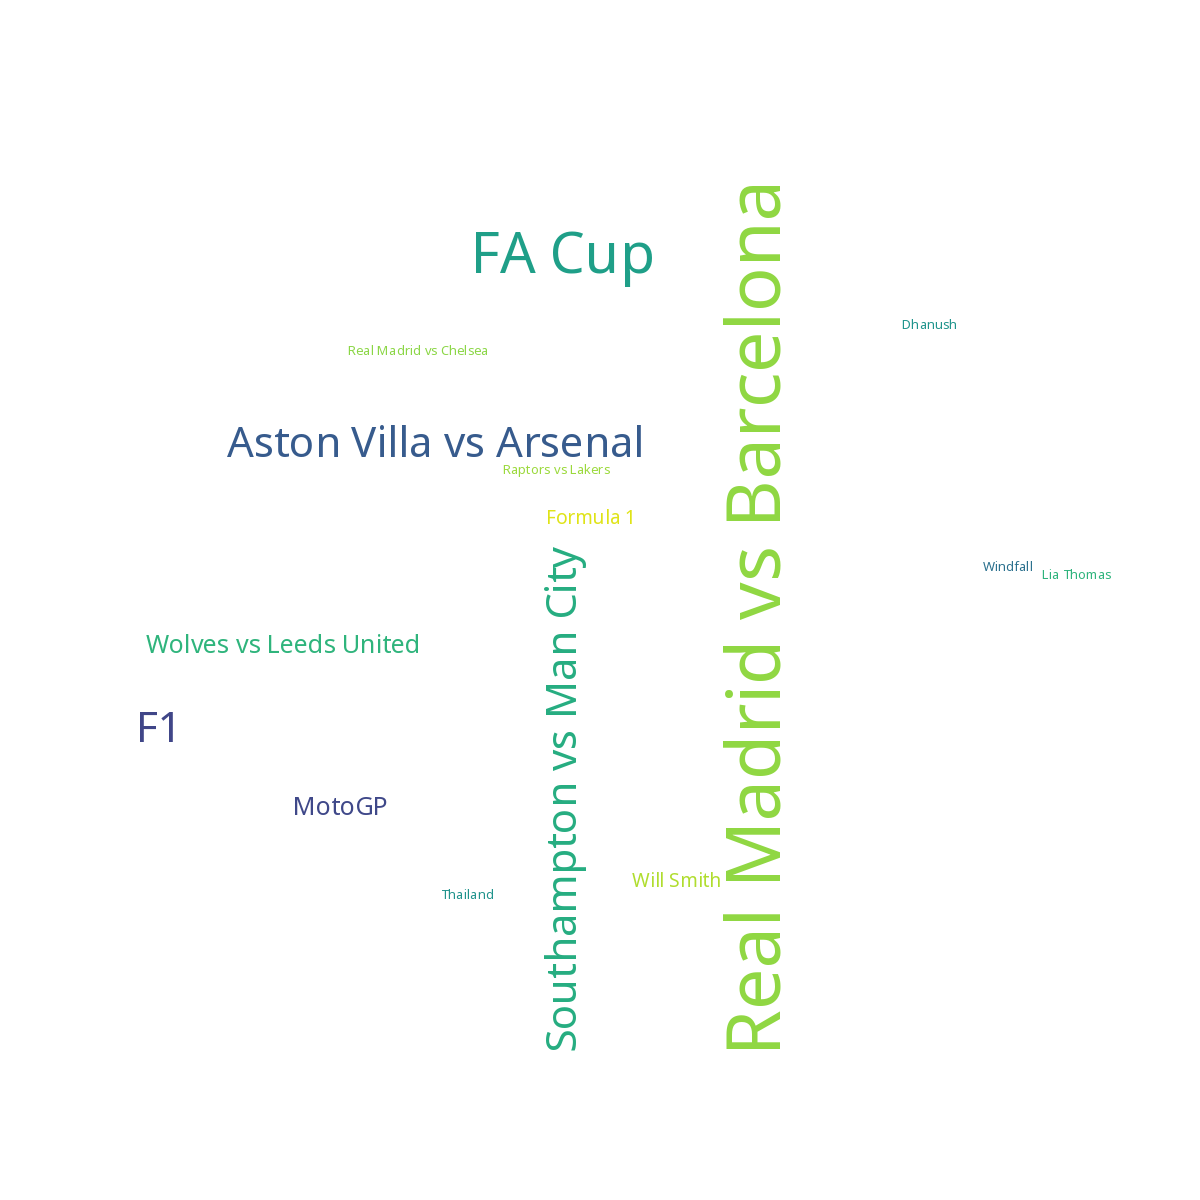 FA Cup
Real Madrid vs Barcelona
Dhanush
Real Madrid vs Chelsea
Aston Villa vs Arsenal
Raptors vs Lakers
Formula 1
Southampton vs Man City
Windfall
Lia Thomas
Wolves vs Leeds United
F1
MotoGP
Will Smith
Thailand